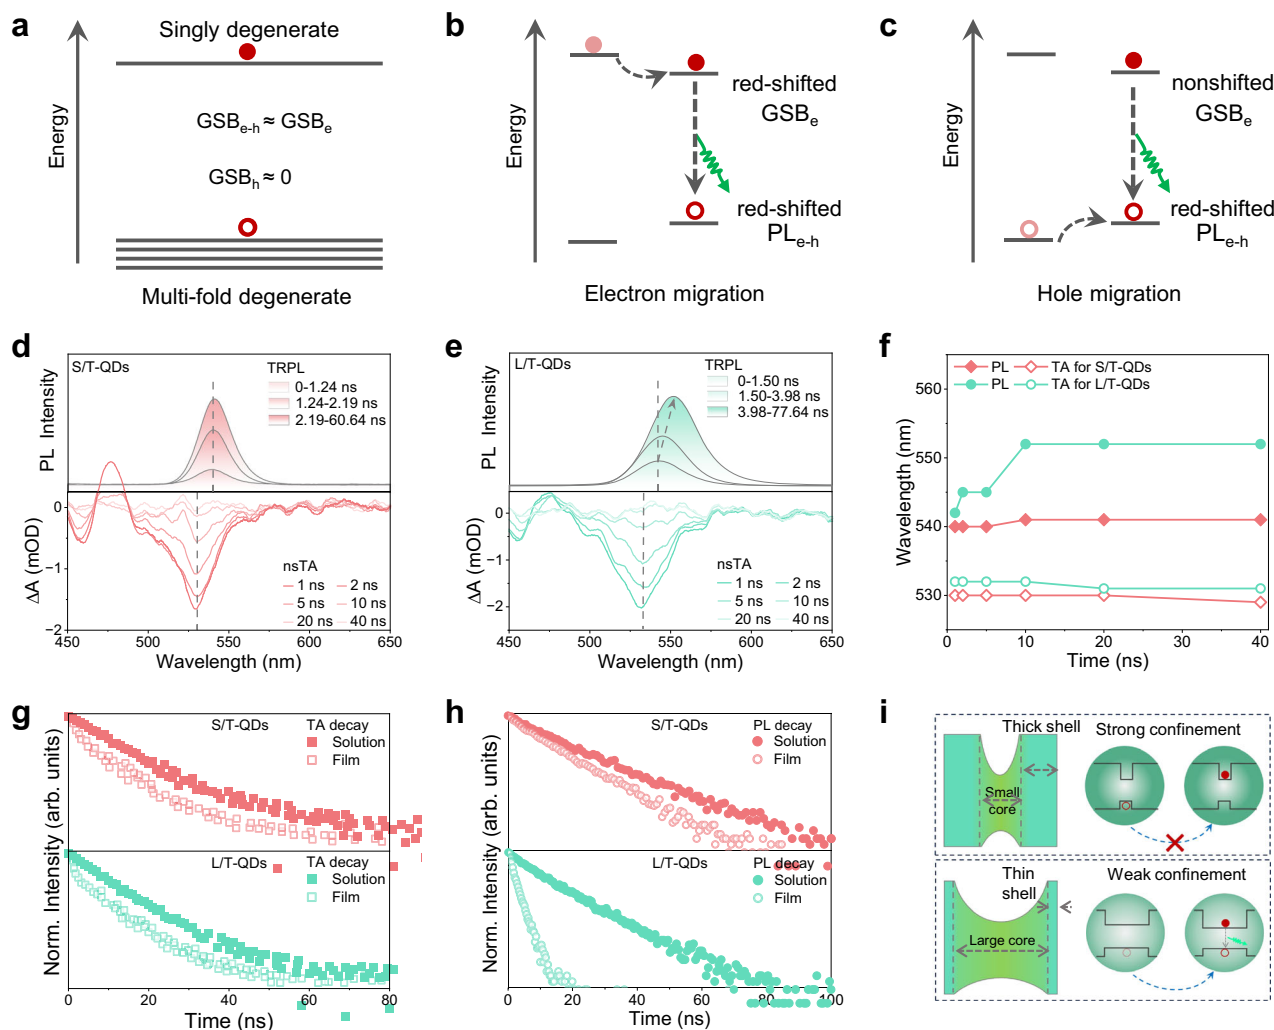 a
Singly degenerate
Energy
GSBe-h ≈ GSBe
GSBh ≈ 0
Multi-fold degenerate
b
Energy
red-shifted
GSBe
red-shifted
PLe-h
Electron migration
c
Energy
nonshifted
GSBe
red-shifted
PLe-h
Hole migration
d
S/T-QDs
TRPL
0-1.24 ns
1.24-2.19 ns
2.19-60.64 ns
PL Intensity
0
−1
−2
ΔA (mOD)
nsTA
1 ns 2 ns
5 ns 10 ns
20 ns 40 ns
450 500 550 600 650
Wavelength (nm)
e
L/T-QDs
TRPL
0-1.50 ns
1.50-3.98 ns
3.98-77.64 ns
PL Intensity
0
−1
−2
ΔA (mOD)
nsTA
1 ns 2 ns
5 ns 10 ns
20 ns 40 ns
450 500 550 600 650
Wavelength (nm)
f
PL TA for S/T-QDs
PL TA for L/T-QDs
560
550
540
530
Wavelength (nm)
0 10 20 30 40
Time (ns)
g
S/T-QDs
TA decay
Solution
Film
L/T-QDs
TA decay
Solution
Film
Norm. Intensity (arb. units)
0 20 40 60 80
Time (ns)
h
S/T-QDs
PL decay
Solution
Film
L/T-QDs
PL decay
Solution
Film
Norm. Intensity (arb. units)
0 20 40 60 80 100
Time (ns)
i
Thick shell
Strong confinement
Small
core
Thin
shell
Weak confinement
Large core